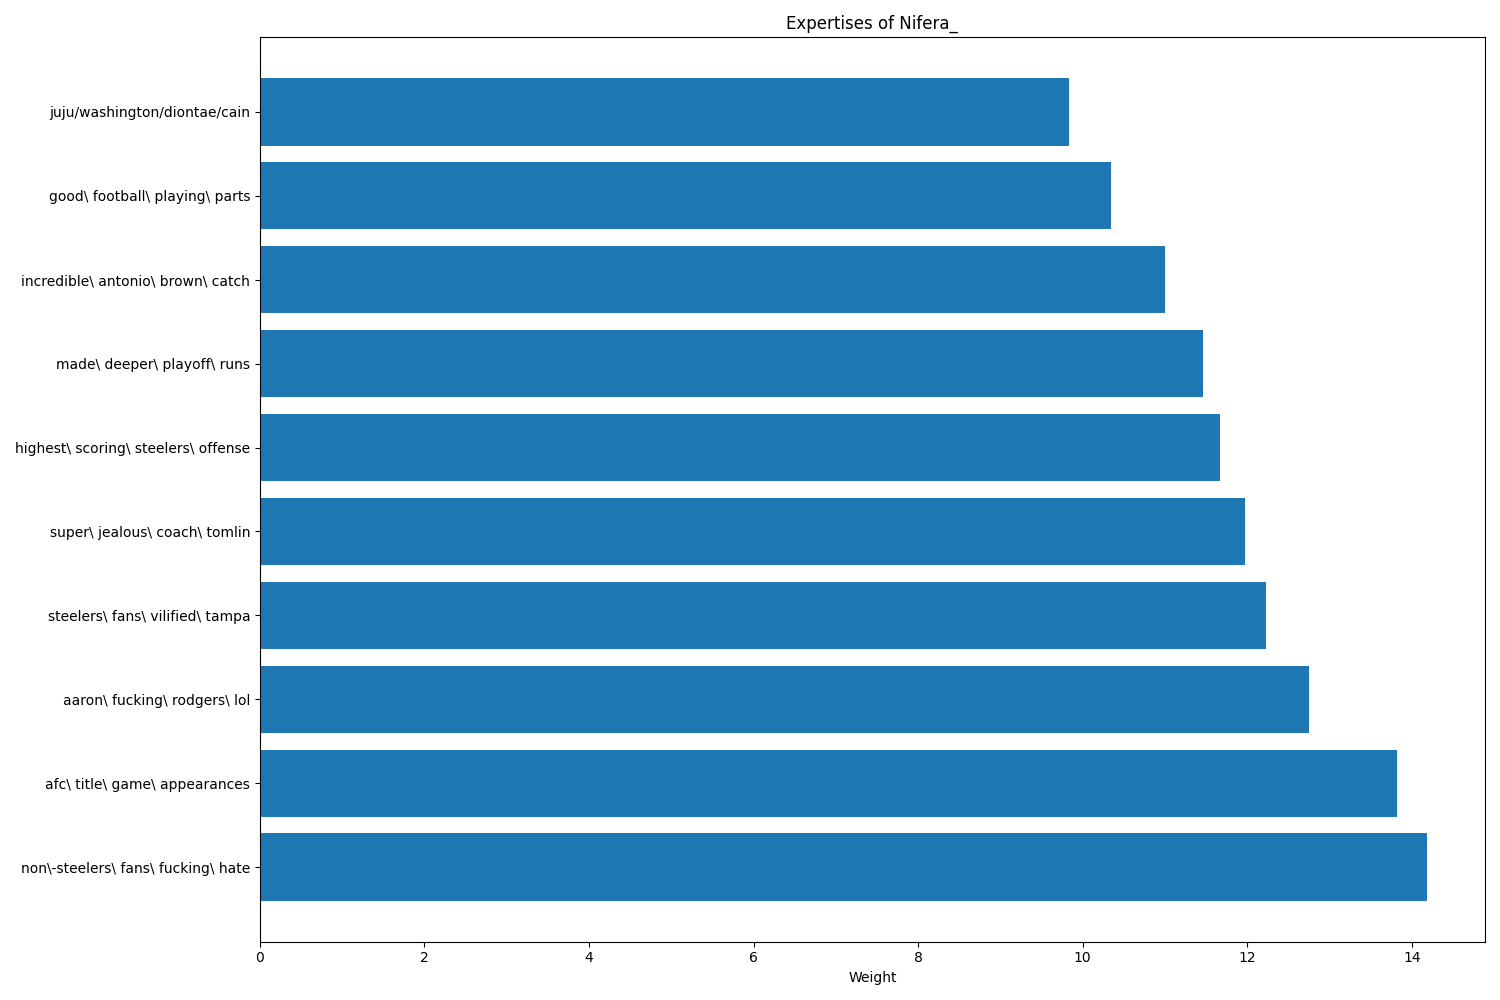 Expertises of Nifera_
juju/washington/diontae/cain
good\ football\ playing\ parts
incredible\ antonio\ brown\ catch
made\ deeper\ playoff\ runs
highest\ scoring\ steelers\ offense
super\ jealous\ coach\ tomlin
steelers\ fans\ vilified\ tampa
aaron\ fucking\ rodgers\ lol
afc\ title\ game\ appearances
non\-steelers\ fans\ fucking\ hate
0 2 4 6 8 10 12 14
Weight